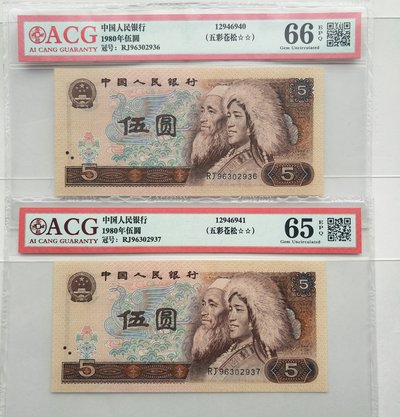 ACG
AI CANG GUARANTY
中国人民银行
1980年伍圆
冠号: RJ96302936
12946940
(五彩苍松☆☆)
66 EPQ
Gem Uncirculated
中国人民银行
伍圆
5
5
5
RJ96302936
ACG
AI CANG GUARANTY
中国人民银行
1980年伍圆
冠号: RJ96302937
12946941
(五彩苍松☆☆)
65 EPQ
Gem Uncirculated
中国人民银行
伍圆
5
5
5
RJ96302937